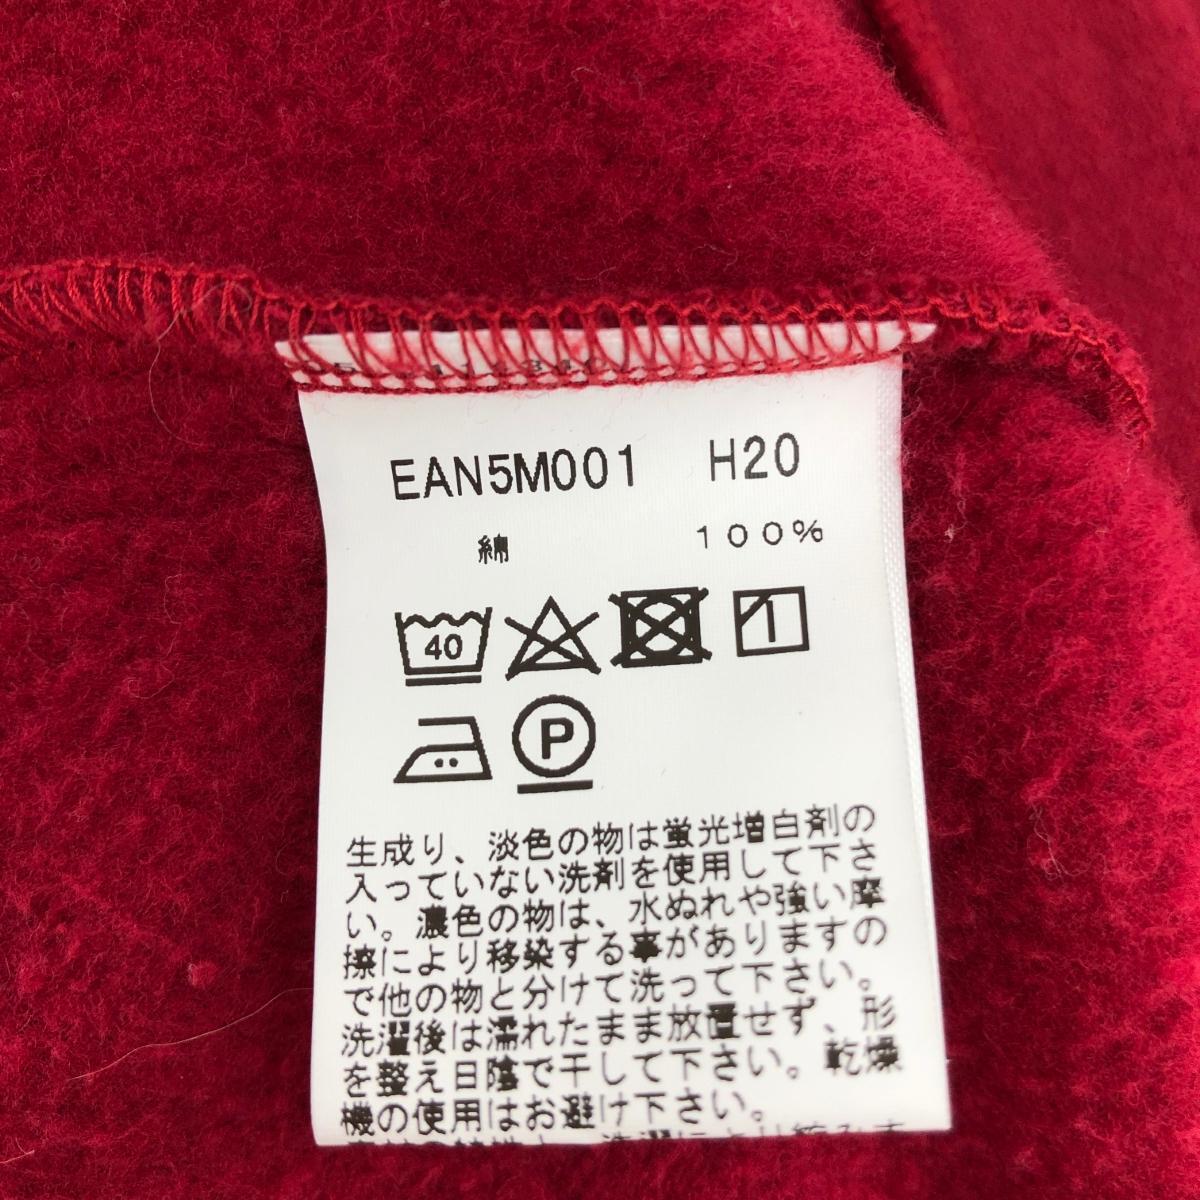 EAN5M001 H20
綿 100%
40
P
生成り、淡色の物は蛍光増白剤の
入っていない洗剤を使用して下さ
い。濃色の物は、水ぬれや強い摩
擦により移染する事がありますの
で他の物と分けて洗って下さい。
洗濯後は濡れたまま放置せず、形
を整え日陰で干して下さい。乾燥
機の使用はお避け下さい。